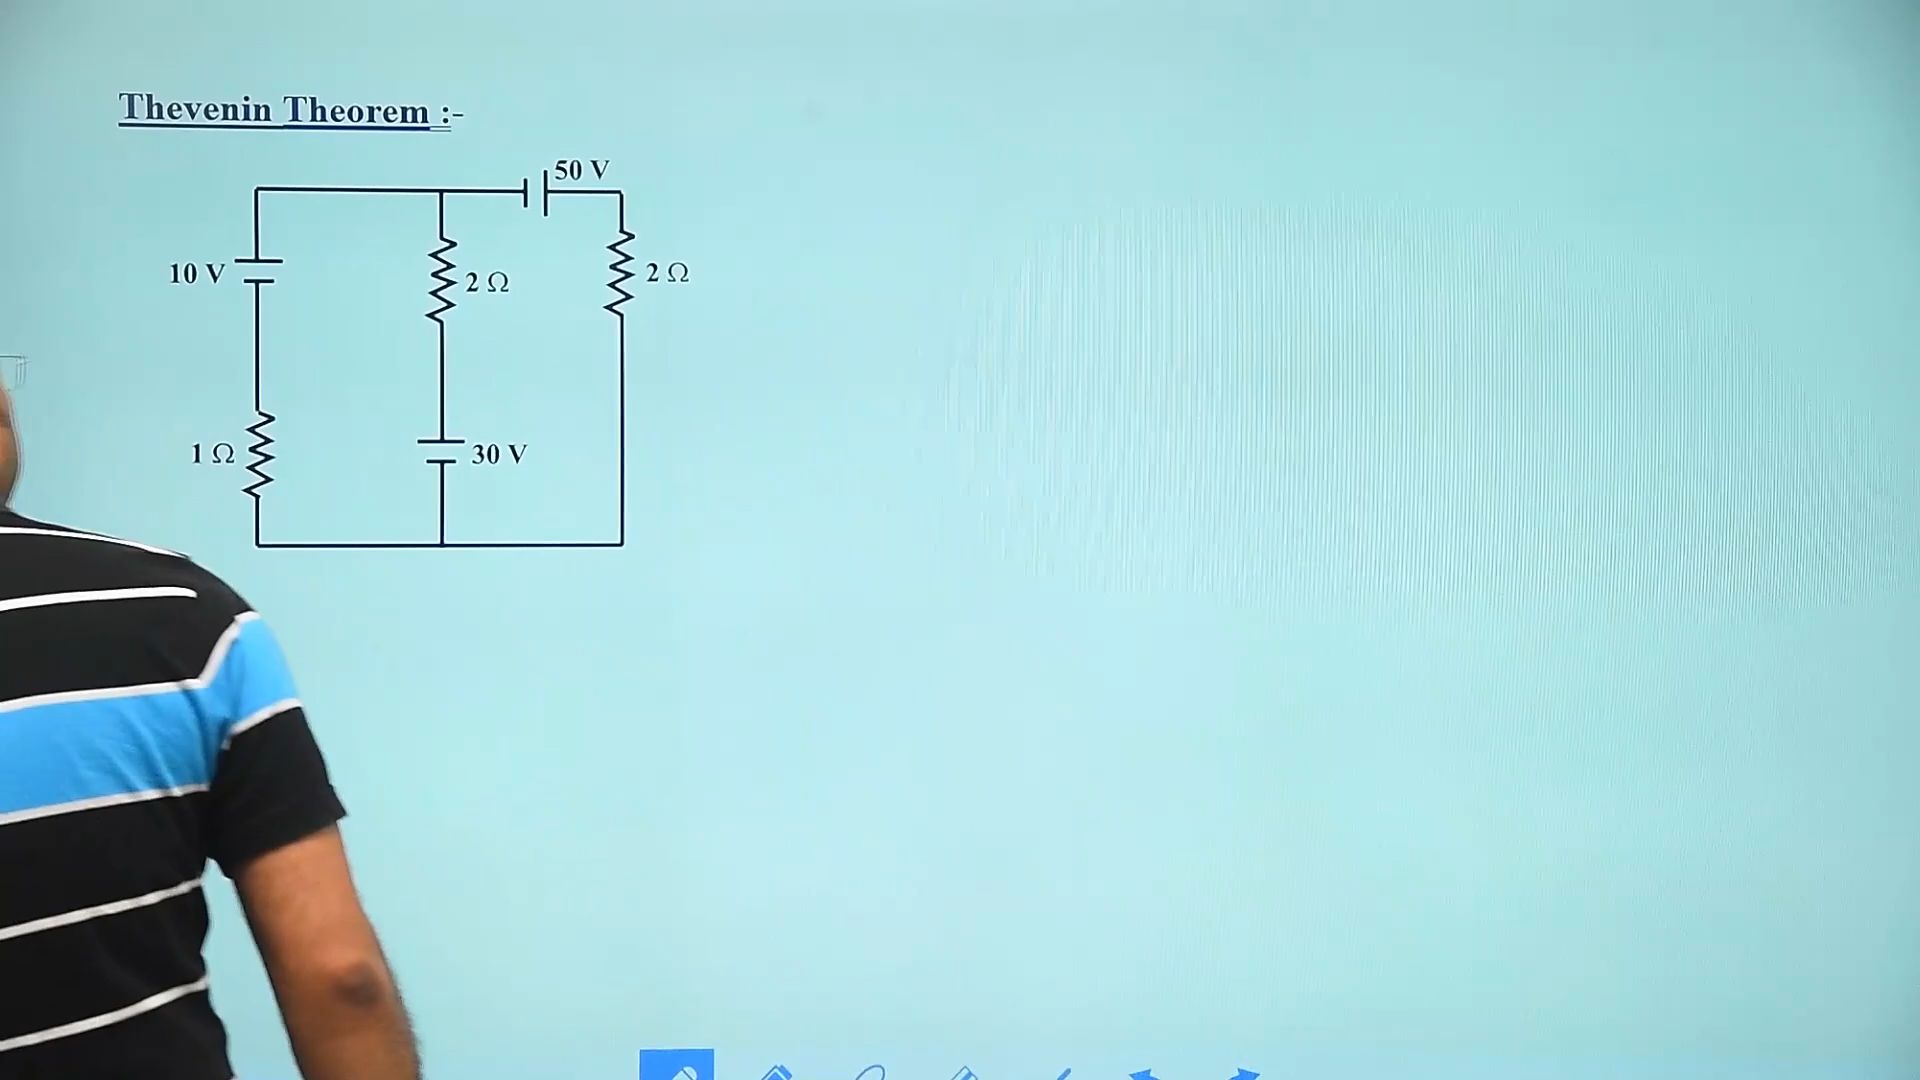 Thevenin Theorem :-
50 V
10 V
2 Ω
2 Ω
1 Ω
30 V